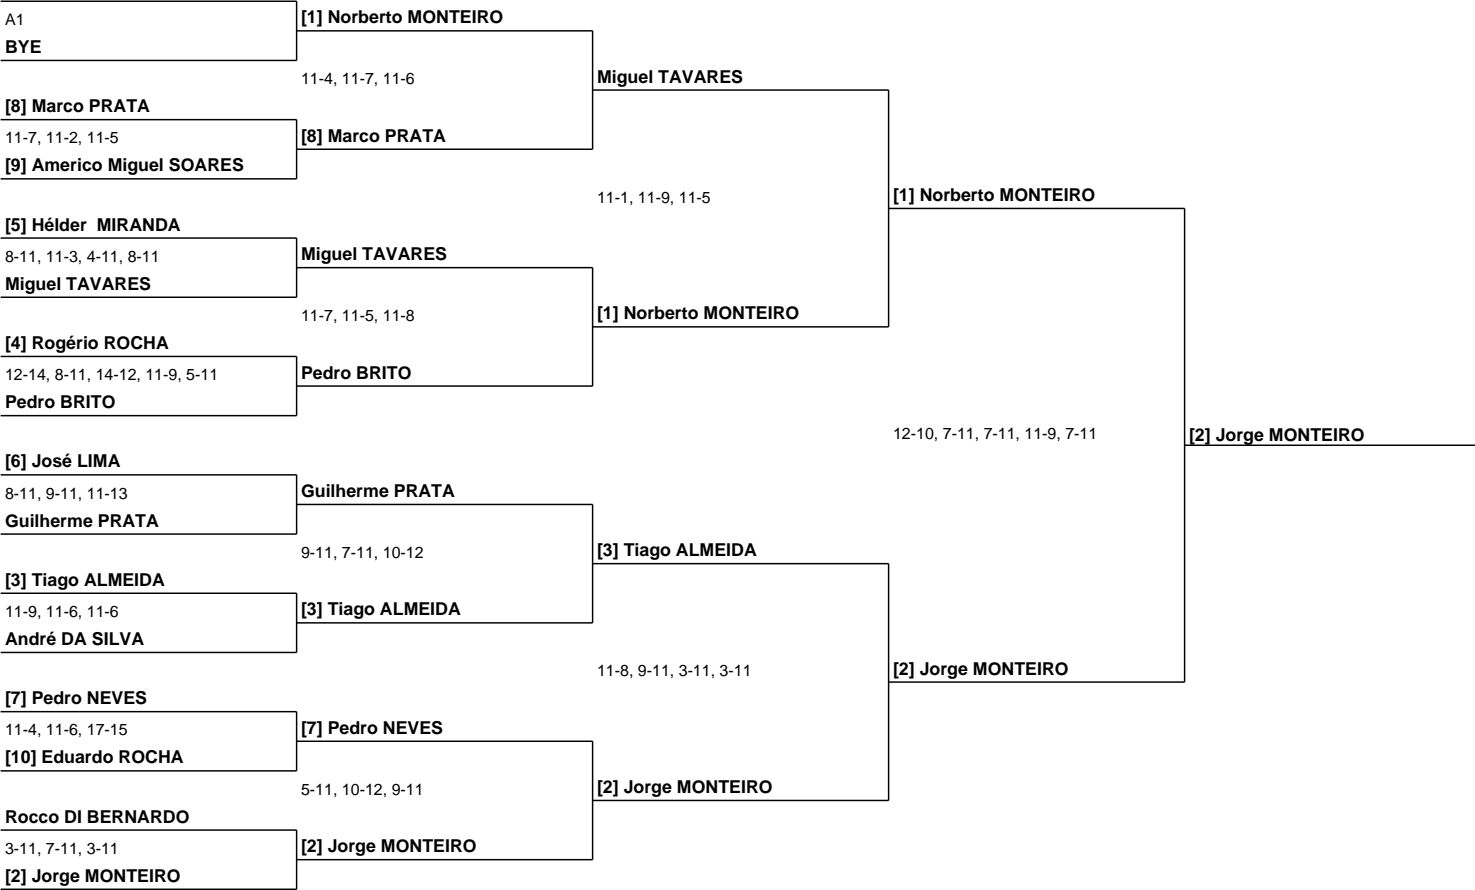 A1
BYE
[8] Marco PRATA
11-7, 11-2, 11-5
[9] Americo Miguel SOARES
[5] Hélder  MIRANDA
8-11, 11-3, 4-11, 8-11
Miguel TAVARES
[4] Rogério ROCHA
12-14, 8-11, 14-12, 11-9, 5-11
Pedro BRITO
[6] José LIMA
8-11, 9-11, 11-13
Guilherme PRATA
[3] Tiago ALMEIDA
11-9, 11-6, 11-6
André DA SILVA
[7] Pedro NEVES
11-4, 11-6, 17-15
[10] Eduardo ROCHA
Rocco DI BERNARDO
3-11, 7-11, 3-11
[2] Jorge MONTEIRO
[1] Norberto MONTEIRO
11-4, 11-7, 11-6
[8] Marco PRATA
Miguel TAVARES
11-7, 11-5, 11-8
Pedro BRITO
Guilherme PRATA
9-11, 7-11, 10-12
[3] Tiago ALMEIDA
[7] Pedro NEVES
5-11, 10-12, 9-11
[2] Jorge MONTEIRO
Miguel TAVARES
11-1, 11-9, 11-5
[1] Norberto MONTEIRO
[3] Tiago ALMEIDA
11-8, 9-11, 3-11, 3-11
[2] Jorge MONTEIRO
[1] Norberto MONTEIRO
12-10, 7-11, 7-11, 11-9, 7-11
[2] Jorge MONTEIRO
[2] Jorge MONTEIRO